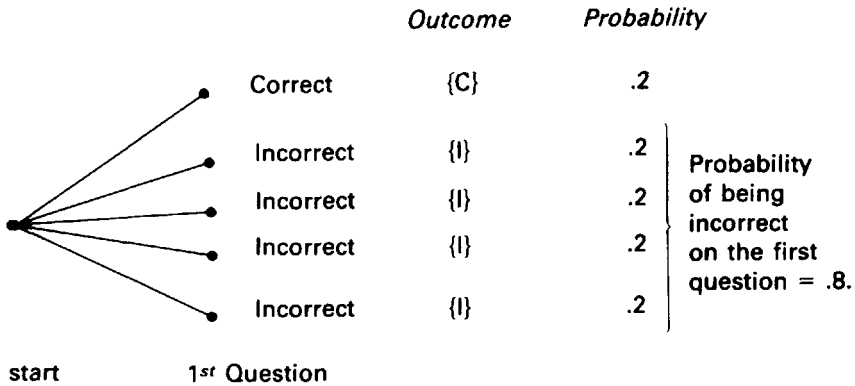 Outcome Probability
Correct {C} .2
Incorrect {I} .2
Incorrect {I} .2
Incorrect {I} .2
Incorrect {I} .2
Probability
of being
incorrect
on the first
question = .8.
start 1st Question